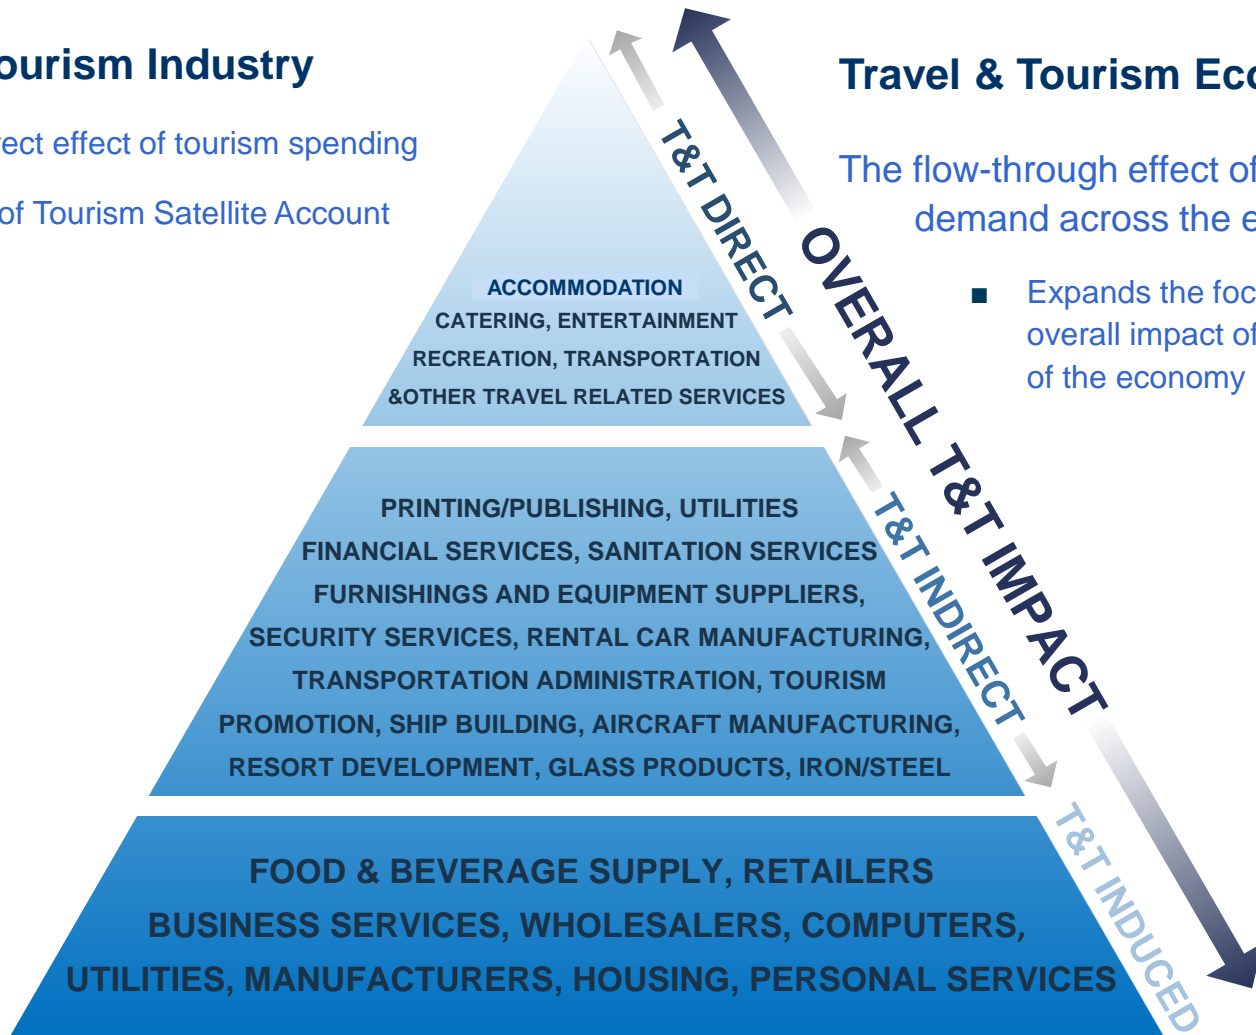 ourism Industry
rect effect of tourism spending
of Tourism Satellite Account
Travel & Tourism Eco
The flow-through effect of
demand across the e
■ Expands the foc
overall impact of
of the economy
ACCOMMODATION
CATERING, ENTERTAINMENT
RECREATION, TRANSPORTATION
&OTHER TRAVEL RELATED SERVICES
T&T DIRECT
OVERALL T&T IMPACT
PRINTING/PUBLISHING, UTILITIES
FINANCIAL SERVICES, SANITATION SERVICES
FURNISHINGS AND EQUIPMENT SUPPLIERS,
SECURITY SERVICES, RENTAL CAR MANUFACTURING,
TRANSPORTATION ADMINISTRATION, TOURISM
PROMOTION, SHIP BUILDING, AIRCRAFT MANUFACTURING,
RESORT DEVELOPMENT, GLASS PRODUCTS, IRON/STEEL
T&T INDIRECT
FOOD & BEVERAGE SUPPLY, RETAILERS
BUSINESS SERVICES, WHOLESALERS, COMPUTERS,
UTILITIES, MANUFACTURERS, HOUSING, PERSONAL SERVICES
T&T INDUCED